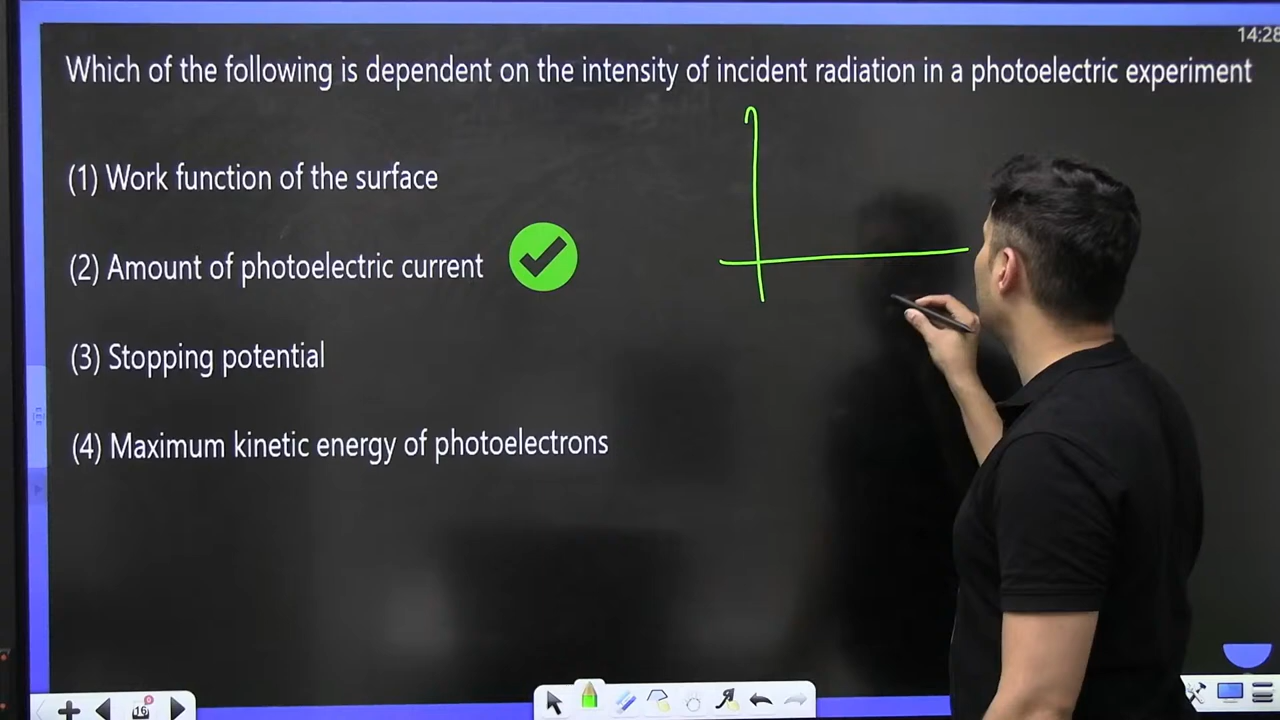 14:28
Which of the following is dependent on the intensity of incident radiation in a photoelectric experiment
(1) Work function of the surface
(2) Amount of photoelectric current
(3) Stopping potential
(4) Maximum kinetic energy of photoelectrons
16